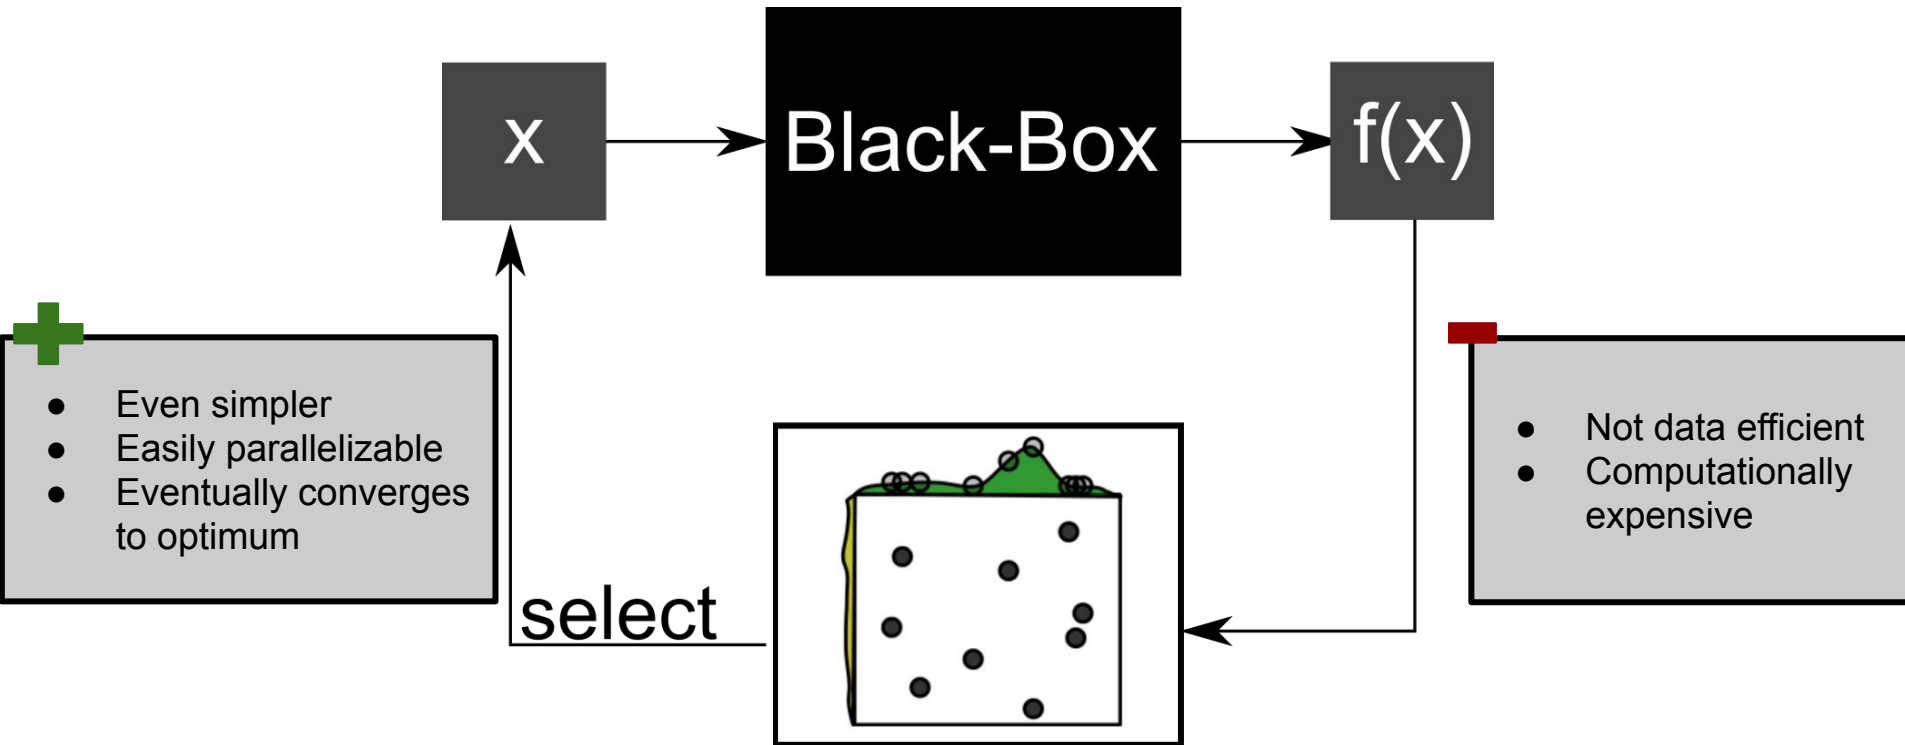 x
Black-Box
f(x)
● Even simpler
● Easily parallelizable
● Eventually converges
to optimum
● Not data efficient
● Computationally
expensive
select